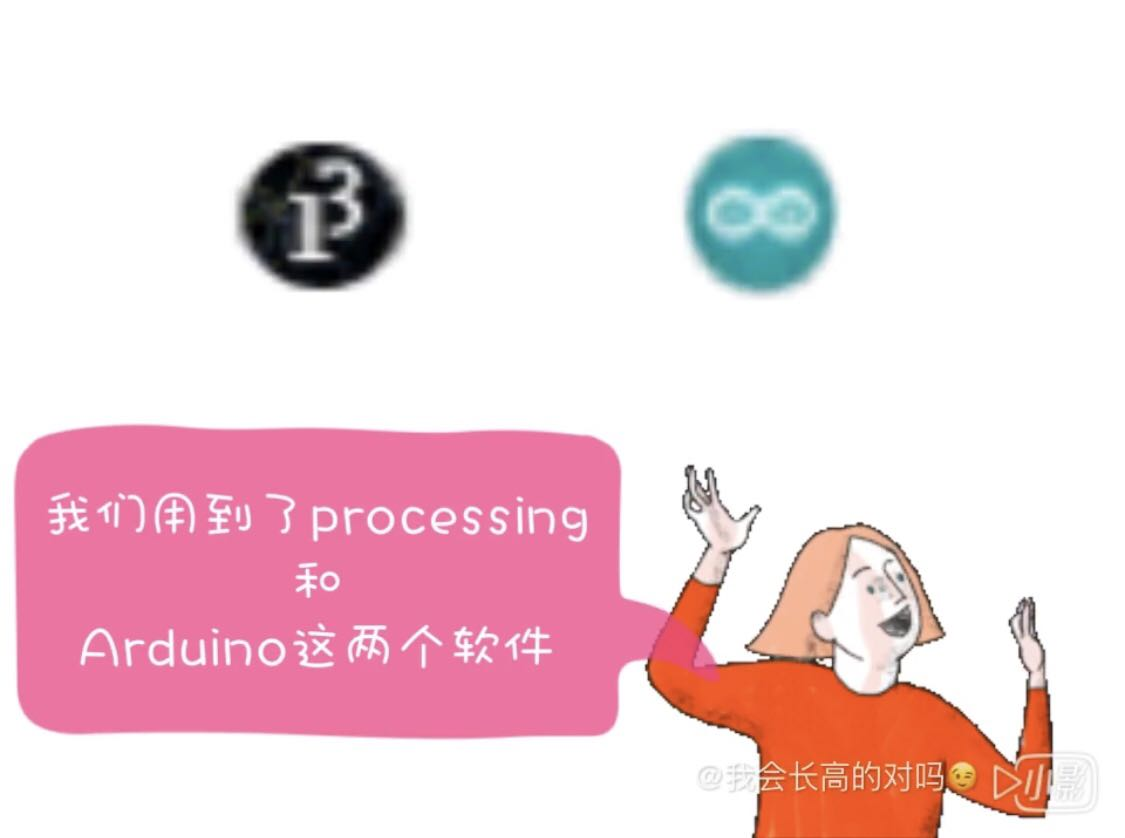 P3
我们用到了processing
和
Arduino这两个软件
@我会长高的对吗😉
小影